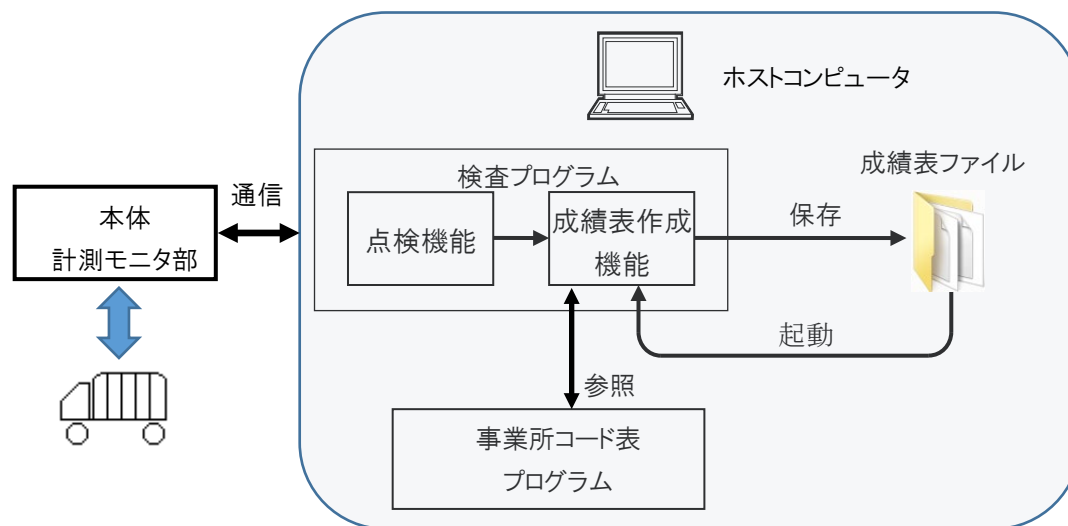 ホストコンピュータ
検査プログラム
成績表ファイル
通信
本体
計測モニタ部
点検機能
成績表作成
機能
保存
起動
参照
事業所コード表
プログラム